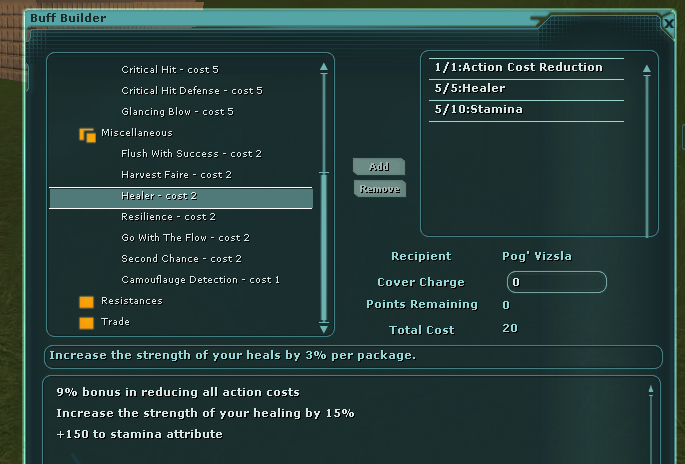 Buff Builder
Critical Hit - cost 5
Critical Hit Defense - cost 5
Glancing Blow - cost 5
Miscellaneous
Flush With Success - cost 2
Harvest Faire - cost 2
Healer - cost 2
Resilience - cost 2
Go With The Flow - cost 2
Second Chance - cost 2
Camouflauge Detection - cost 1
Resistances
Trade
Add
Remove
1/1:Action Cost Reduction
5/5:Healer
5/10:Stamina
Recipient Pog' Vizsla
Cover Charge 0
Points Remaining 0
Total Cost 20
Increase the strength of your heals by 3% per package.
9% bonus in reducing all action costs
Increase the strength of your healing by 15%
+150 to stamina attribute